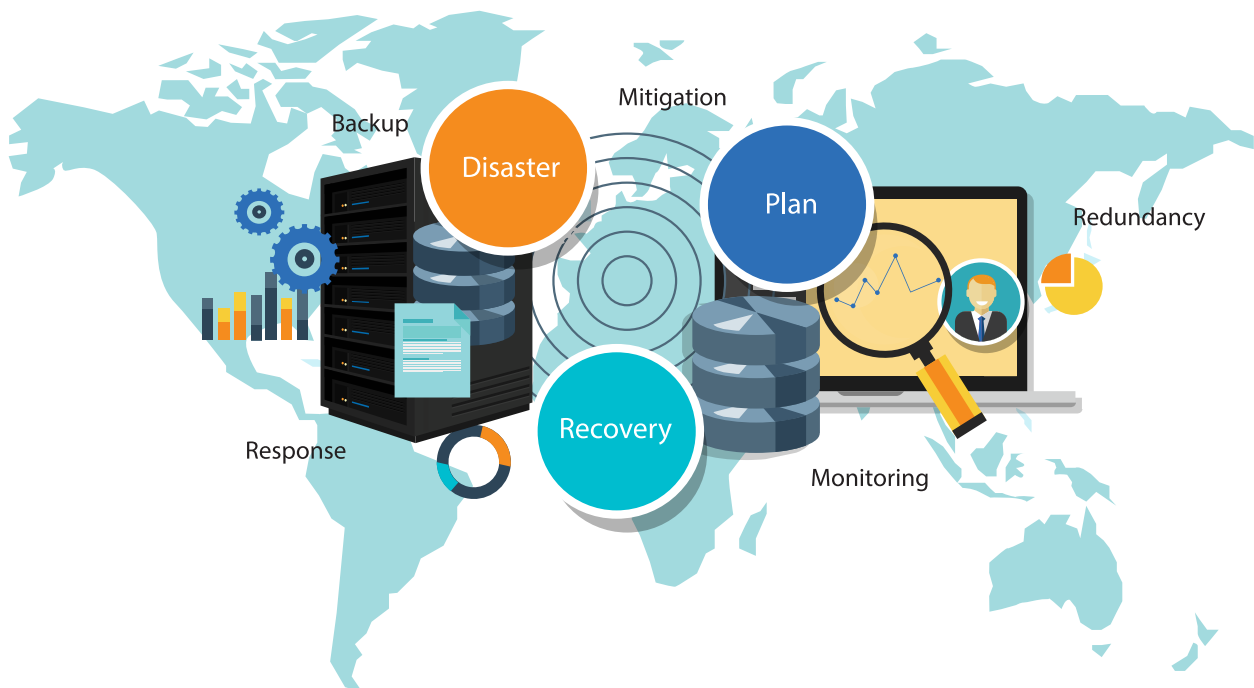 Mitigation
Backup
Disaster
Plan
Redundancy
Recovery
Response
Monitoring